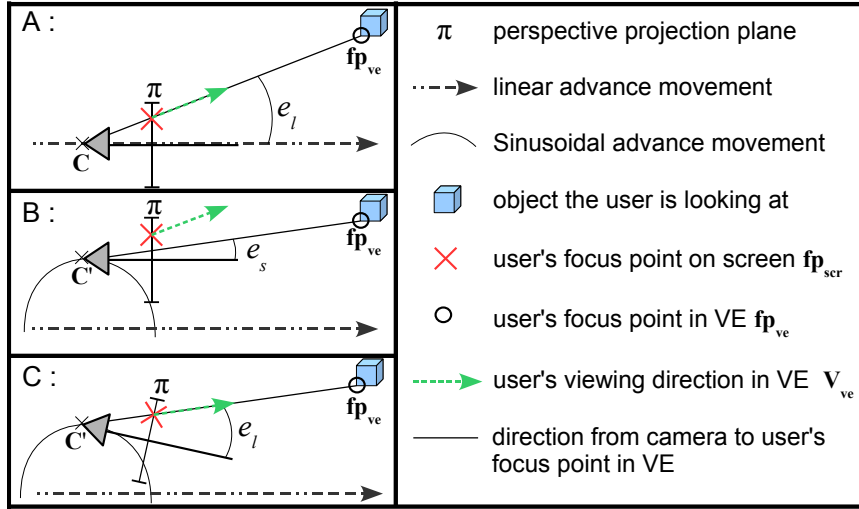 A :
fp_ve
π
e_l
C
B :
π
fp_ve
e_s
C'
C :
π
fp_ve
e_l
C'
π perspective projection plane
linear advance movement
Sinusoidal advance movement
object the user is looking at
user's focus point on screen fp_scr
user's focus point in VE fp_ve
user's viewing direction in VE V_ve
direction from camera to user's
focus point in VE